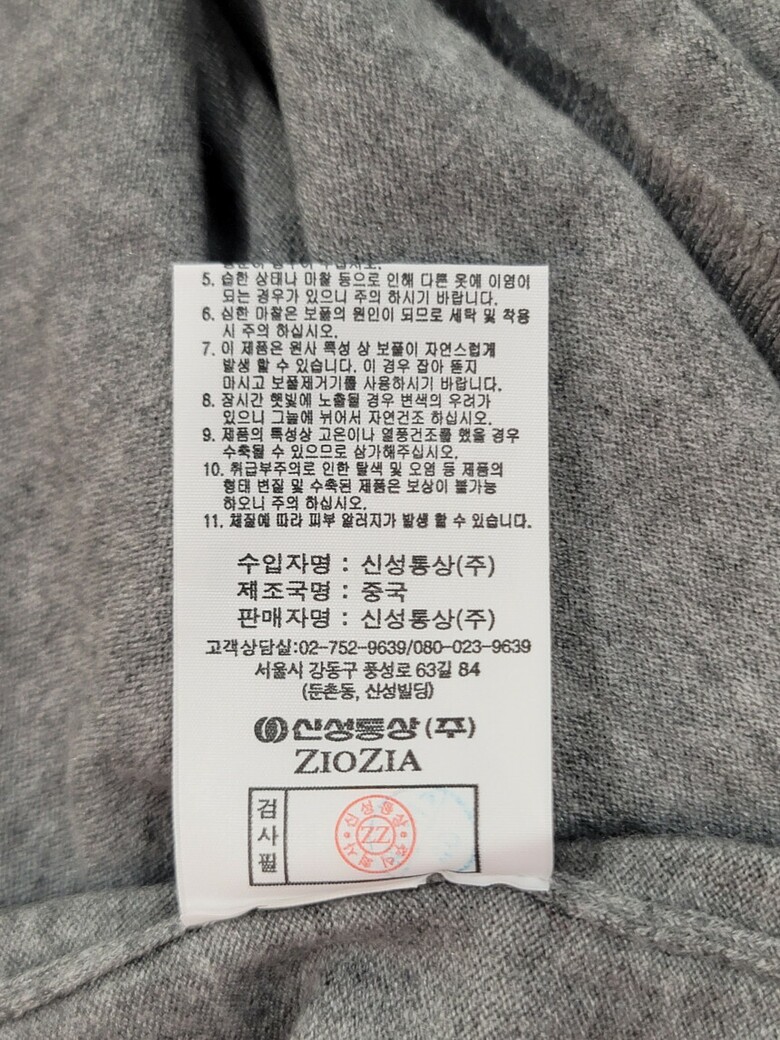 5. 습한 상태나 마찰 등으로 인해 다른 옷에 이염이
되는 경우가 있으니 주의 하시기 바랍니다.
6. 심한 마찰은 보풀의 원인이 되므로 세탁 및 착용
시 주의 하십시오.
7. 이 제품은 원사 특성 상 보풀이 자연스럽게
발생 할 수 있습니다. 이 경우 잡아 뜯지
마시고 보풀제거기를 사용하시기 바랍니다.
8. 장시간 햇빛에 노출될 경우 변색의 우려가
있으니 그늘에 뉘어서 자연건조 하십시오.
9. 제품의 특성상 고온이나 열풍건조를 했을 경우
수축될 수 있으므로 삼가해주십시오.
10. 취급부주의로 인한 탈색 및 오염 등 제품의
형태 변질 및 수축된 제품은 보상이 불가능
하오니 주의 하십시오.
11. 체질에 따라 피부 알러지가 발생 할 수 있습니다.
수입자명 : 신성통상(주)
제조국명 : 중국
판매자명 : 신성통상(주)
고객상담실:02-752-9639/080-023-9639
서울시 강동구 풍성로 63길 84
(둔촌동, 신성빌딩)
신성통상(주)
ZIOZIA
검사필
신성통상
ZZ
주식회사